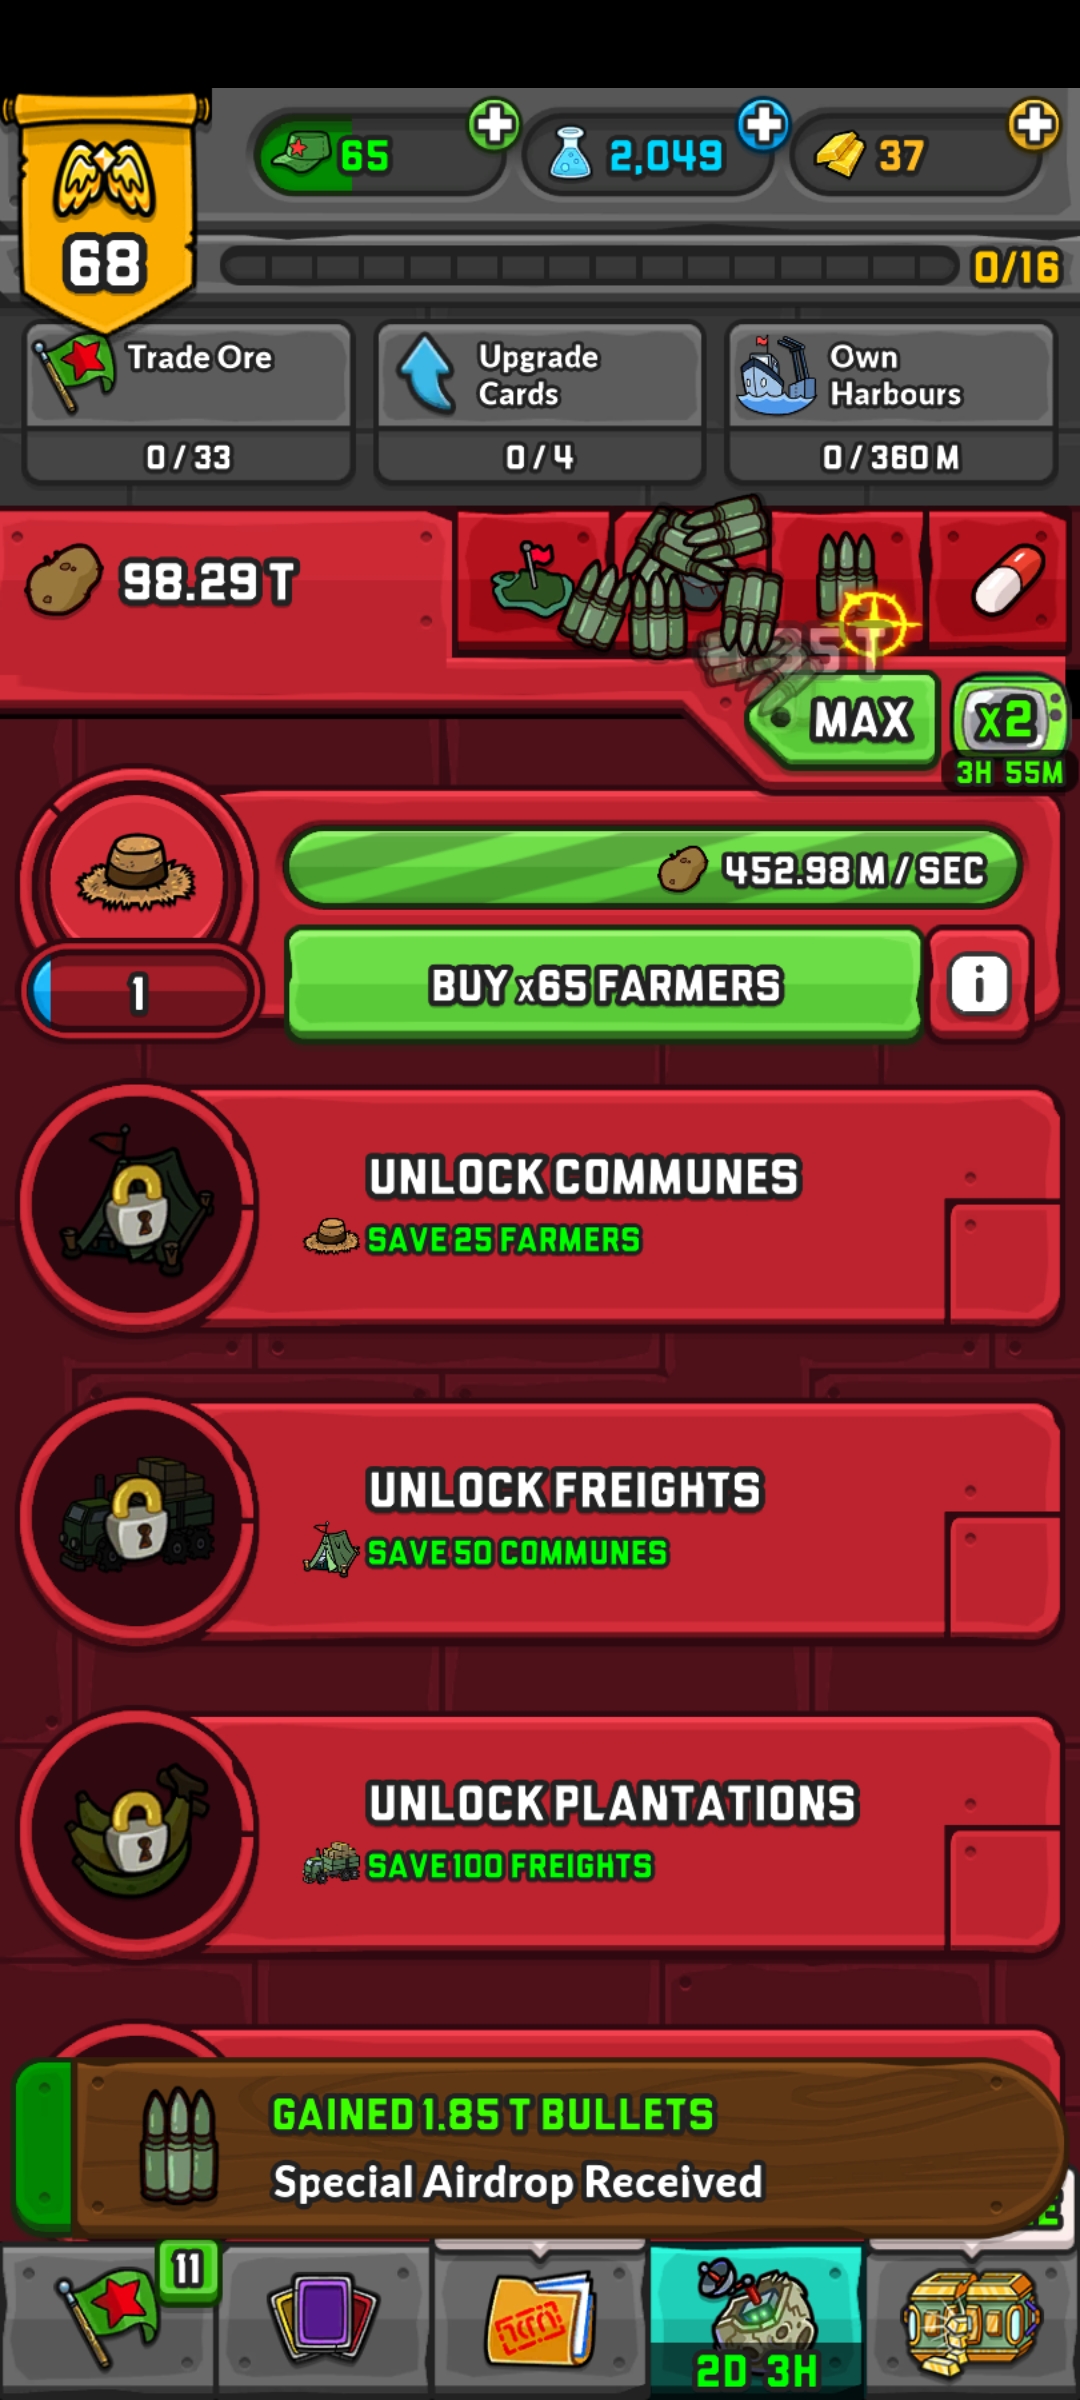 65
2,049
37
68
0/16
Trade Ore
Upgrade
Cards
Own
Harbours
0/33
0/4
0/360 M
98.29 T
MAX
x2
3H 55M
452.98 M / SEC
1
BUY x65 FARMERS
i
UNLOCK COMMUNES
SAVE 25 FARMERS
UNLOCK FREIGHTS
SAVE 50 COMMUNES
UNLOCK PLANTATIONS
SAVE 100 FREIGHTS
GAINED 1.85 T BULLETS
Special Airdrop Received
11
2D 3H